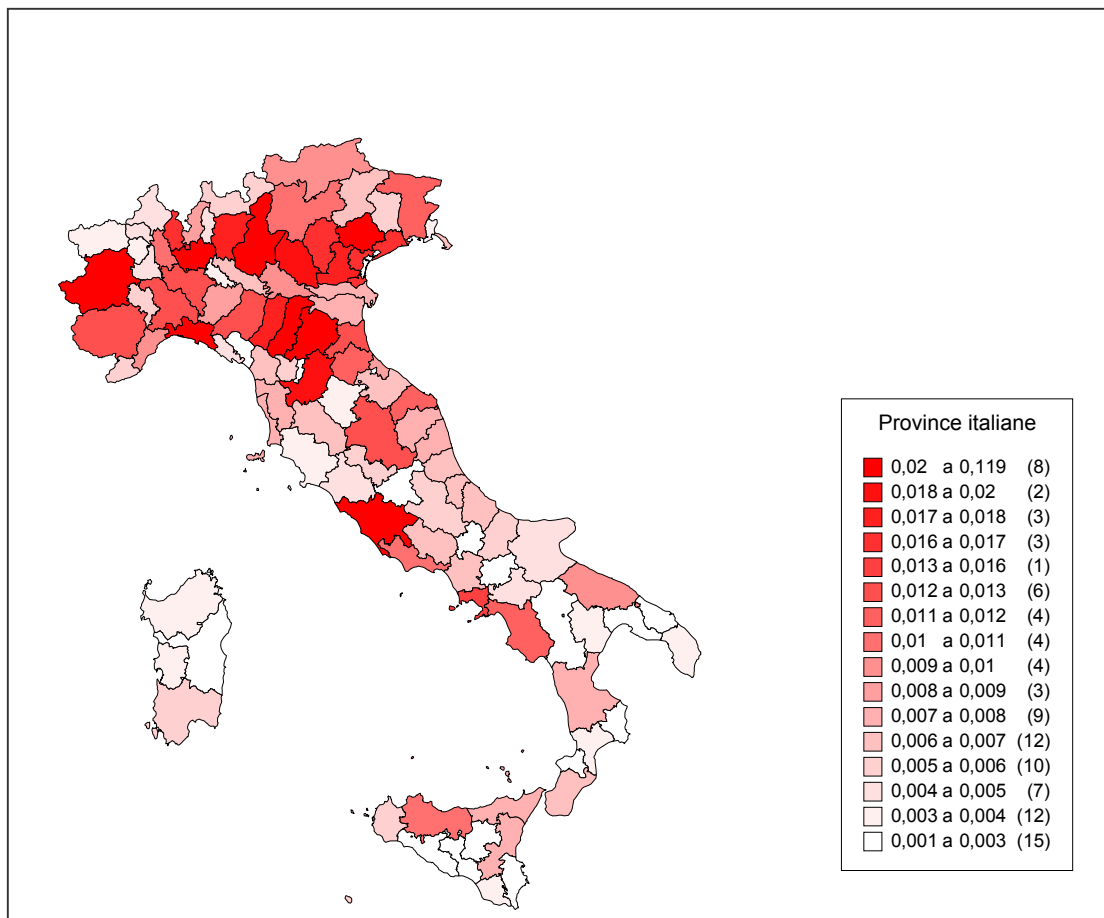 Province italiane
0,02 a 0,119 (8)
0,018 a 0,02 (2)
0,017 a 0,018 (3)
0,016 a 0,017 (3)
0,013 a 0,016 (1)
0,012 a 0,013 (6)
0,011 a 0,012 (4)
0,01 a 0,011 (4)
0,009 a 0,01 (4)
0,008 a 0,009 (3)
0,007 a 0,008 (9)
0,006 a 0,007 (12)
0,005 a 0,006 (10)
0,004 a 0,005 (7)
0,003 a 0,004 (12)
0,001 a 0,003 (15)